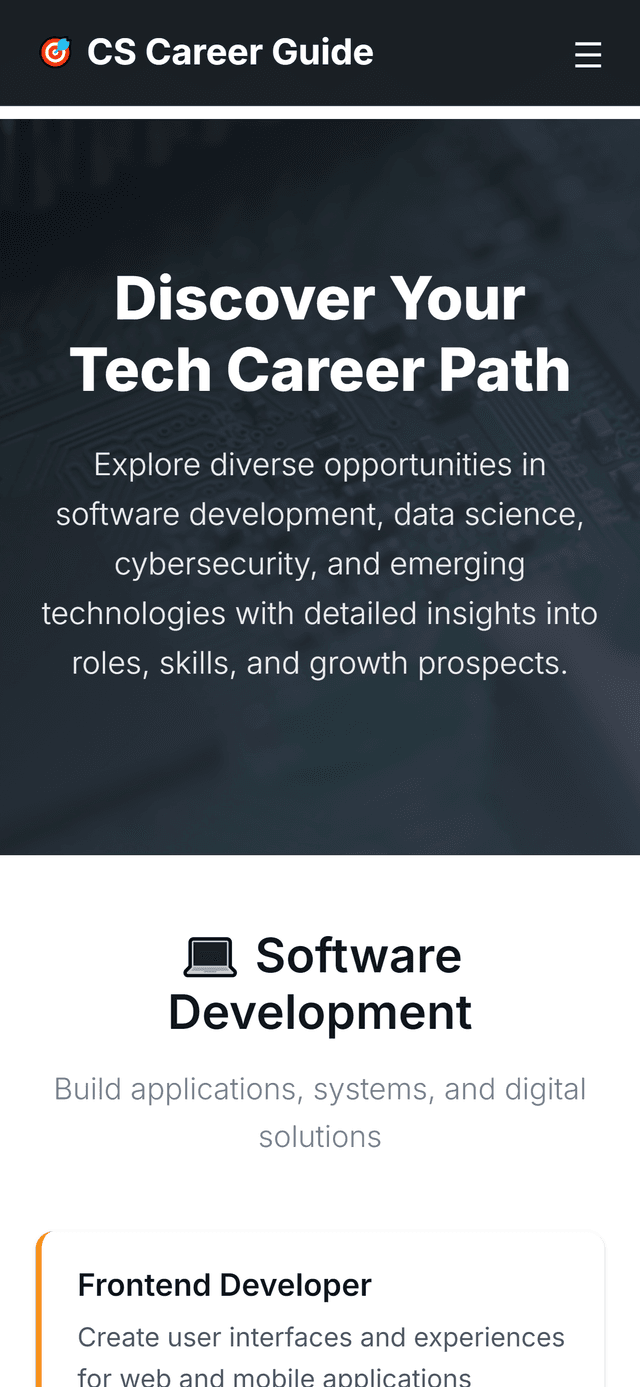 🎯 CS Career Guide
Discover Your
Tech Career Path
Explore diverse opportunities in
software development, data science,
cybersecurity, and emerging
technologies with detailed insights into
roles, skills, and growth prospects.
💻 Software
Development
Build applications, systems, and digital
solutions
Frontend Developer
Create user interfaces and experiences
for web and mobile applications